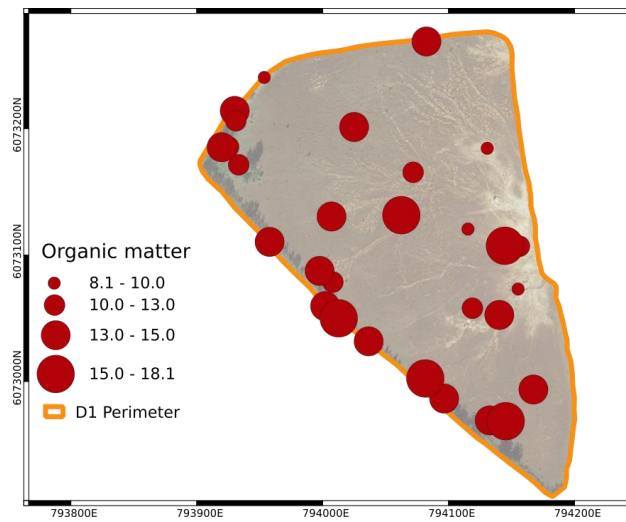 6073200N
6073100N
6073000N
Organic matter
8.1 - 10.0
10.0 - 13.0
13.0 - 15.0
15.0 - 18.1
D1 Perimeter
793800E 793900E 794000E 794100E 794200E